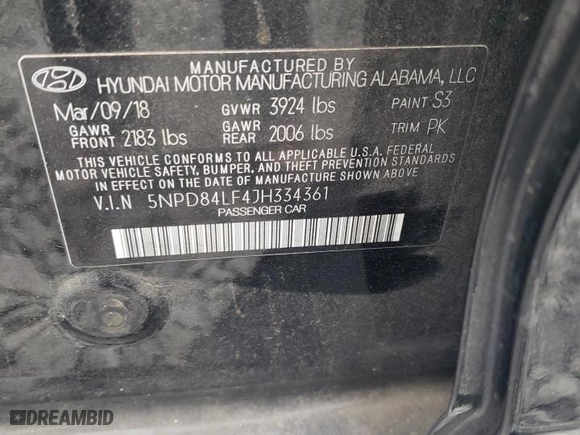 MANUFACTURED BY
HYUNDAI MOTOR MANUFACTURING ALABAMA, LLC
Mar/09/18 GVWR 3924 lbs PAINT S3
GAWR FRONT 2183 lbs GAWR REAR 2006 lbs TRIM PK
THIS VEHICLE CONFORMS TO ALL APPLICABLE U.S.A. FEDERAL
MOTOR VEHICLE SAFETY, BUMPER, AND THEFT PREVENTION STANDARDS
IN EFFECT ON THE DATE OF MANUFACTURE SHOWN ABOVE
V.I.N 5NPD84LF4JH334361
PASSENGER CAR
DREAMBID